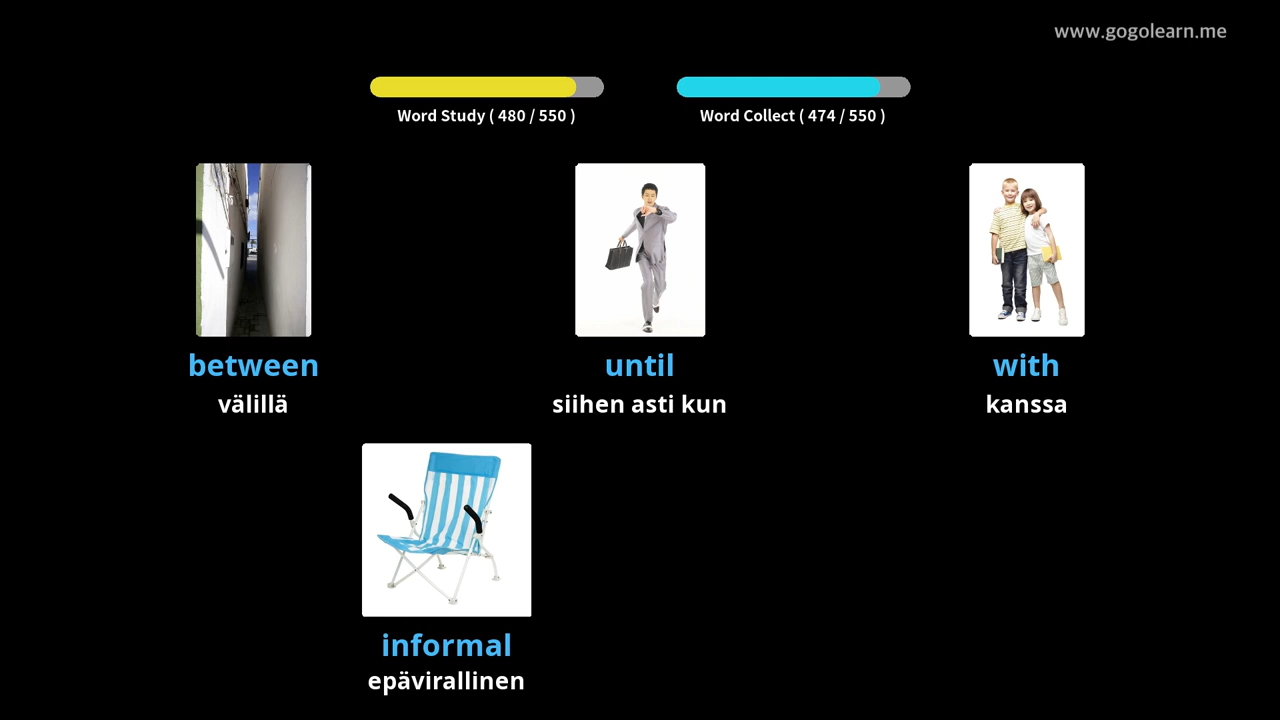 www.gogolearn.me
Word Study ( 480 / 550 )
Word Collect ( 474 / 550 )
between
välillä
until
siihen asti kun
with
kanssa
informal
epävirallinen